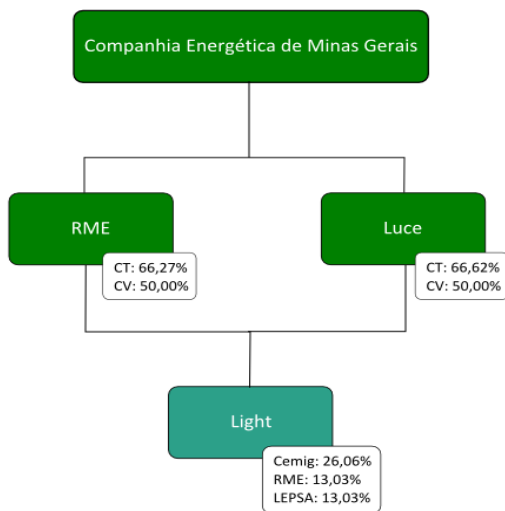 Companhia Energética de Minas Gerais
RME
Luce
CT: 66,27%
CV: 50,00%
CT: 66,62%
CV: 50,00%
Light
Cemig: 26,06%
RME: 13,03%
LEPSA: 13,03%